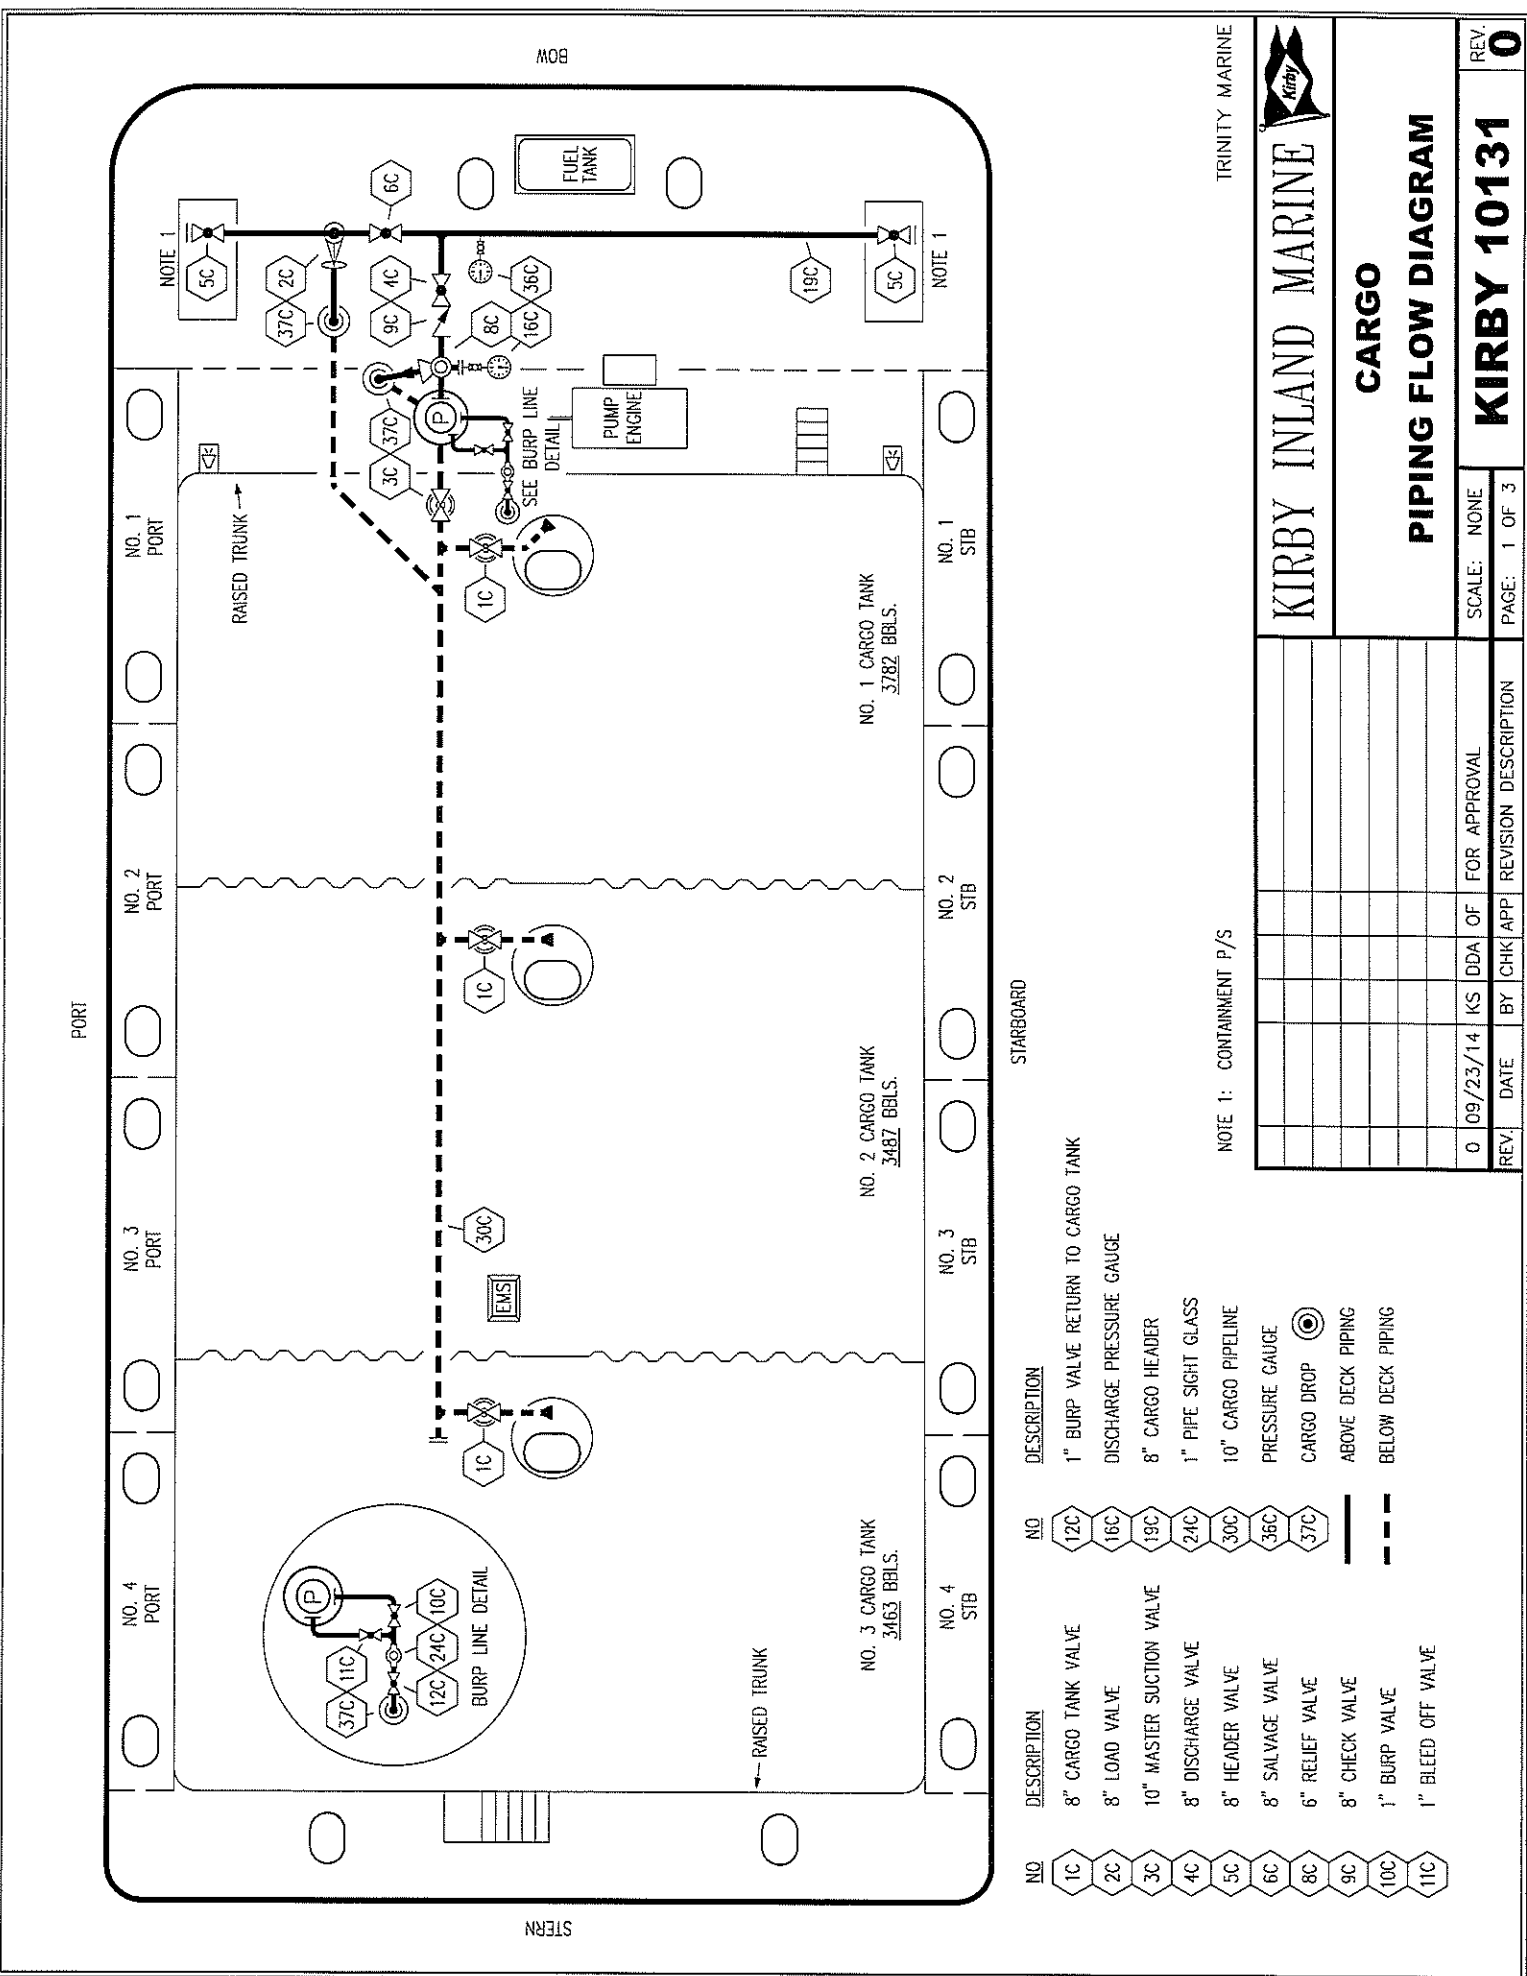 PORT
STERN
BOW
STARBOARD
NO. 4
PORT
NO. 3
PORT
NO. 2
PORT
NO. 1
PORT
NOTE 1
5C
RAISED TRUNK
37C
2C
6C
9C
4C
37C
3C
8C
16C
36C
P
FUEL
TANK
SEE BURP LINE
DETAIL
PUMP
ENGINE
19C
5C
NOTE 1
1C
1C
1C
30C
EMS
P
37C
11C
12C
24C
10C
BURP LINE DETAIL
NO. 3 CARGO TANK
3463 BBLS.
NO. 2 CARGO TANK
3487 BBLS.
NO. 1 CARGO TANK
3782 BBLS.
RAISED TRUNK
NO. 4
STB
NO. 3
STB
NO. 2
STB
NO. 1
STB
NO DESCRIPTION
1C 8" CARGO TANK VALVE
2C 8" LOAD VALVE
3C 10" MASTER SUCTION VALVE
4C 8" DISCHARGE VALVE
5C 8" HEADER VALVE
6C 8" SALVAGE VALVE
8C 6" RELIEF VALVE
9C 8" CHECK VALVE
10C 1" BURP VALVE
11C 1" BLEED OFF VALVE
NO DESCRIPTION
12C 1" BURP VALVE RETURN TO CARGO TANK
16C DISCHARGE PRESSURE GAUGE
19C 8" CARGO HEADER
24C 1" PIPE SIGHT GLASS
30C 10" CARGO PIPELINE
36C PRESSURE GAUGE
37C CARGO DROP
ABOVE DECK PIPING
BELOW DECK PIPING
NOTE 1: CONTAINMENT P/S
TRINITY MARINE
KIRBY INLAND MARINE
Kirby
CARGO
PIPING FLOW DIAGRAM
0 09/23/14 KS DDA OF FOR APPROVAL
REV. DATE BY CHK APP REVISION DESCRIPTION
SCALE: NONE
PAGE: 1 OF 3
KIRBY 10131
REV.
0